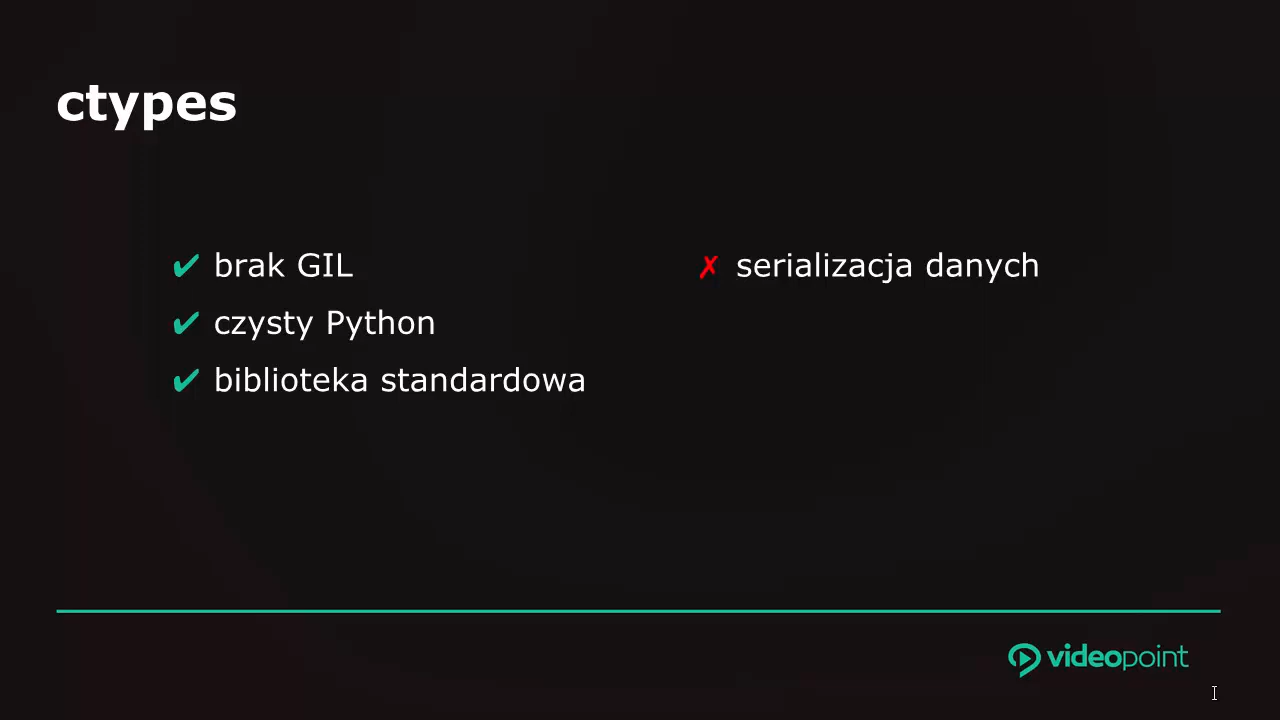 ctypes
✔ brak GIL
✔ czysty Python
✔ biblioteka standardowa
✗ serializacja danych
videopoint